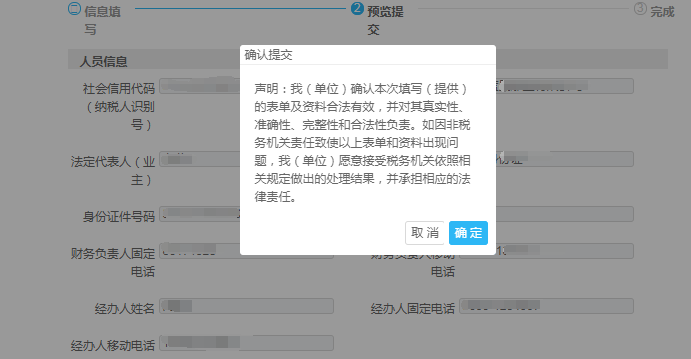 信息填
写
2
预览提
交
3
完成
确认提交
人员信息
社会信用代码
（纳税人识别
号）
声明：我（单位）确认本次填写（提供）
的表单及资料合法有效，并对其真实性、
准确性、完整性和合法性负责。如因非税
务机关责任致使以上表单和资料出现问
题，我（单位）愿意接受税务机关依照相
关规定做出的处理结果，并承担相应的法
律责任。
法定代表人（业
主）
身份证件号码
取 消
确 定
财务负责人固定
电话
财务负责人移动
电话
经办人姓名
经办人固定电话
经办人移动电话